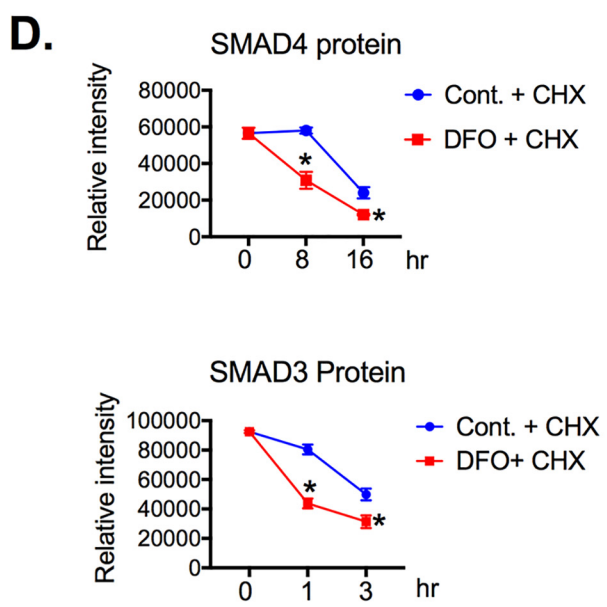 D.
SMAD4 protein
Relative intensity
80000
60000
40000
20000
0
*
*
0 8 16 hr
Cont. + CHX
DFO + CHX
SMAD3 Protein
Relative intensity
100000
80000
60000
40000
20000
0
*
*
0 1 3 hr
Cont. + CHX
DFO+ CHX